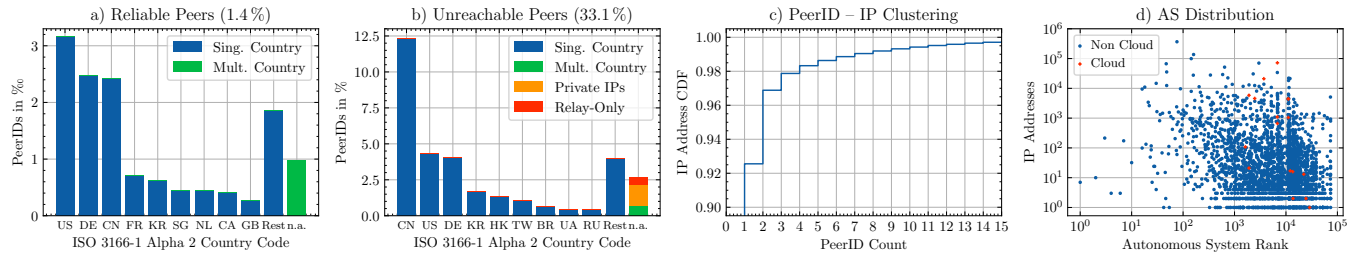 a) Reliable Peers (1.4 %)
PeerIDs in ‰
3
2
1
0
Sing. Country
Mult. Country
US DE CN FR KR SG NL CA GB Rest n.a.
ISO 3166-1 Alpha 2 Country Code
b) Unreachable Peers (33.1 %)
PeerIDs in %
12.5
10.0
7.5
5.0
2.5
0.0
Sing. Country
Mult. Country
Private IPs
Relay-Only
CN US DE KR HK TW BR UA RU Rest n.a.
ISO 3166-1 Alpha 2 Country Code
c) PeerID – IP Clustering
IP Address CDF
1.00
0.98
0.96
0.94
0.92
0.90
0 1 2 3 4 5 6 7 8 9 10 11 12 13 14 15
PeerID Count
d) AS Distribution
IP Addresses
10⁶
10⁵
10⁴
10³
10²
10¹
10⁰
Non Cloud
Cloud
10⁰ 10¹ 10² 10³ 10⁴ 10⁵
Autonomous System Rank